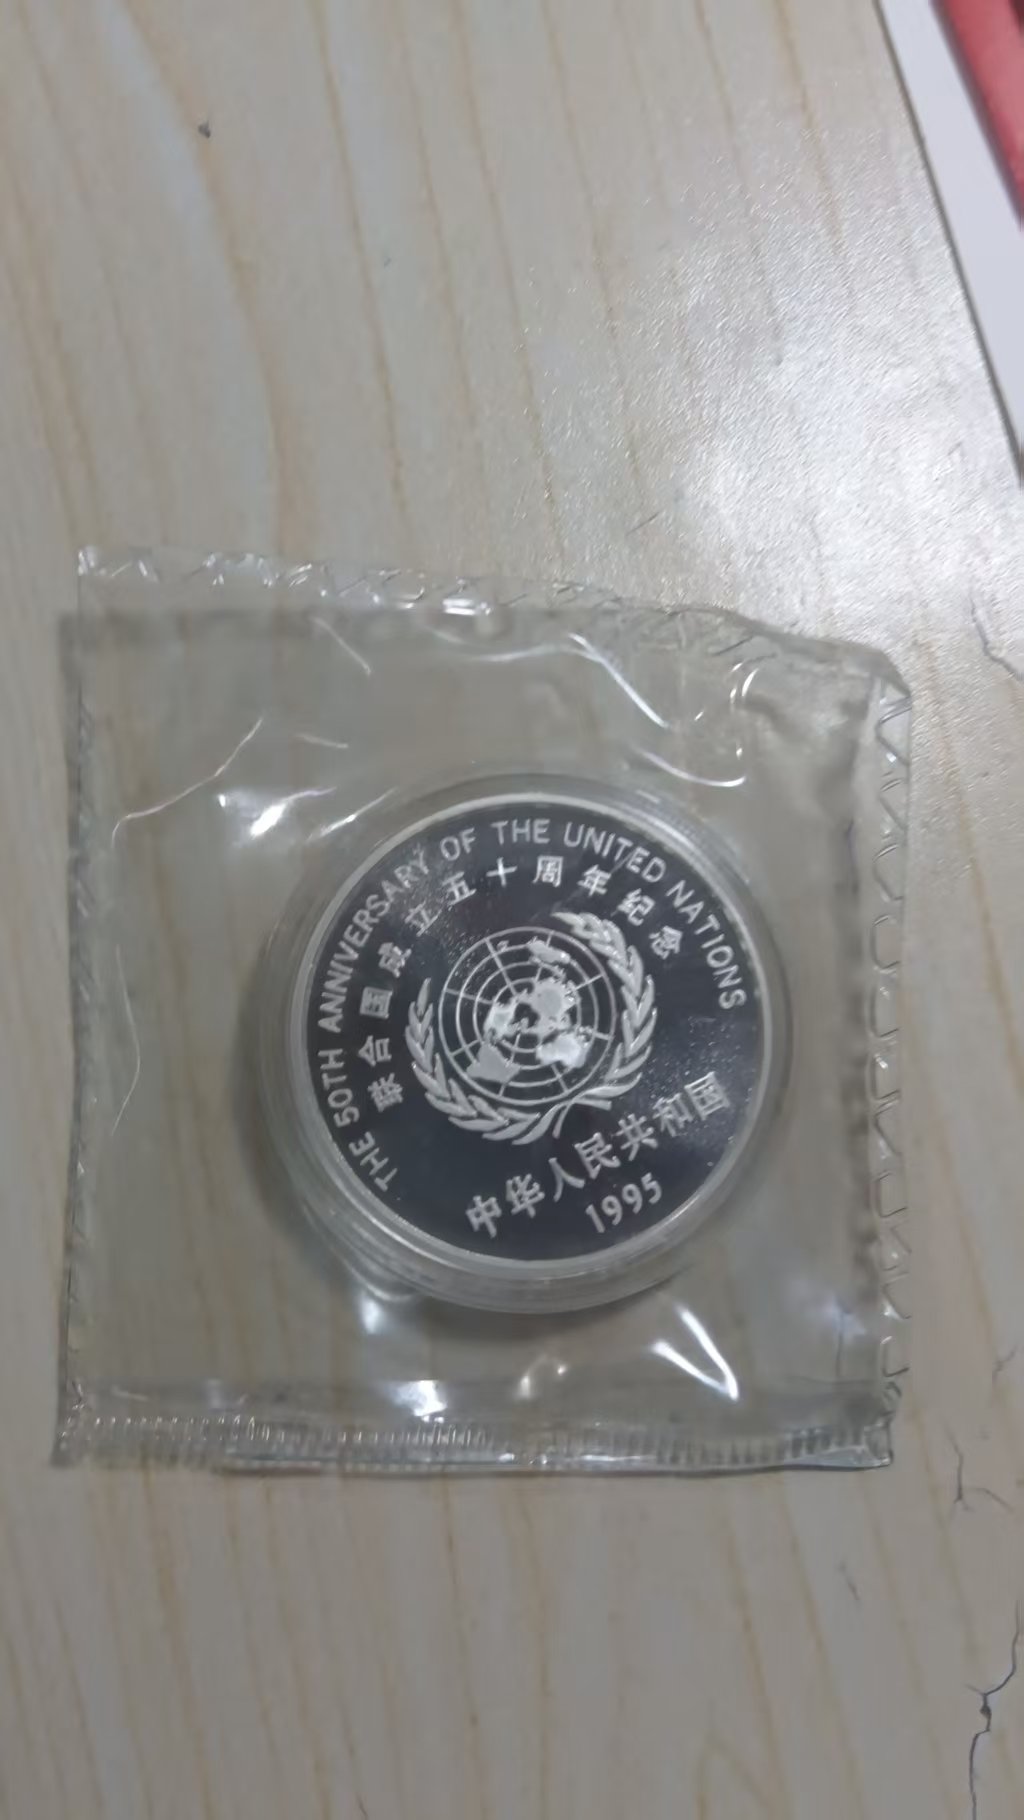 THE 50TH ANNIVERSARY OF THE UNITED NATIONS
联合国成立五十周年纪念
中华人民共和国
1995